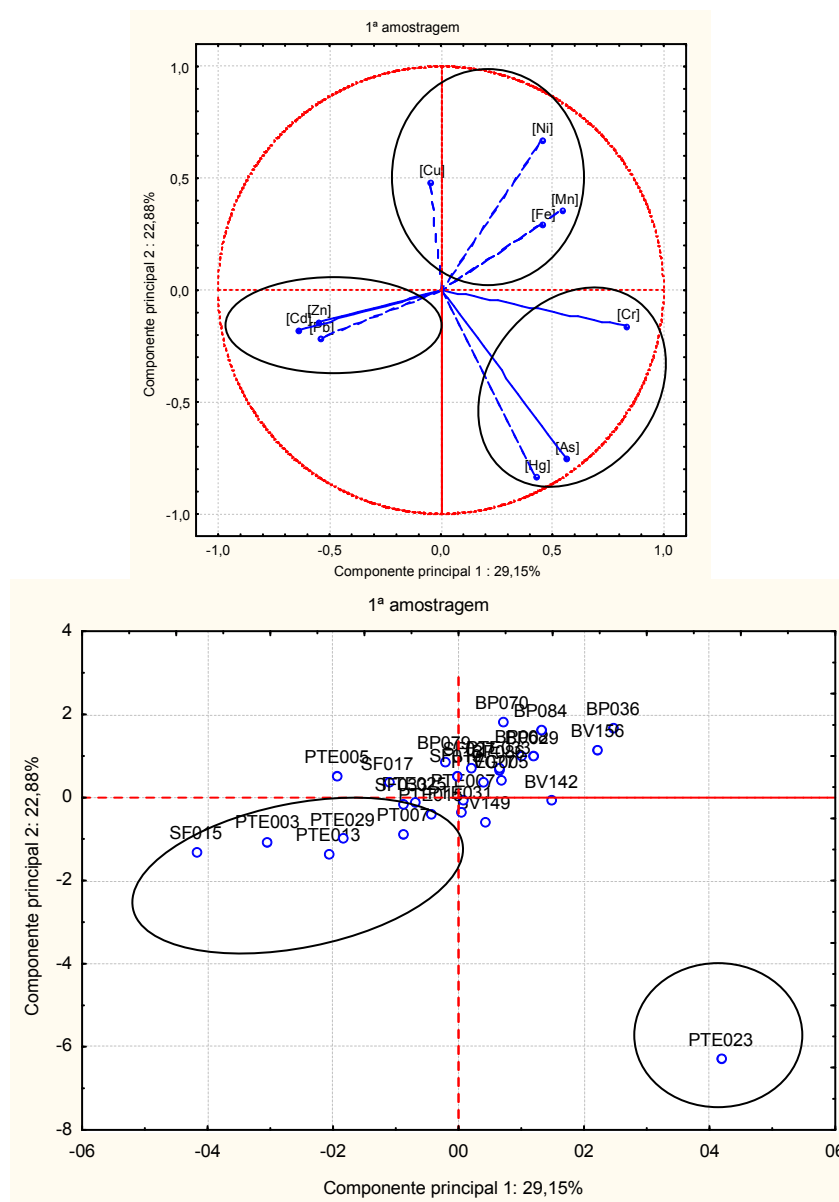 1ª amostragem
1,0
[Ni]
[Cu]
0,5
[Mn]
[Fe]
0,0
[Zn]
[Cd]
[Pb]
[Cr]
-0,5
[As]
[Hg]
-1,0
-1,0 -0,5 0,0 0,5 1,0
Componente principal 2 : 22,88%
Componente principal 1 : 29,15%
1ª amostragem
4
2
BP070
BP084
BP036
BV156
BP079
PTE005
SF017
BV142
0
PT007
PTE029
PTE003
SF015
PTE013
-2
-4
PTE023
-6
-8
-06 -04 -02 00 02 04 06
Componente principal 2: 22,88%
Componente principal 1: 29,15%